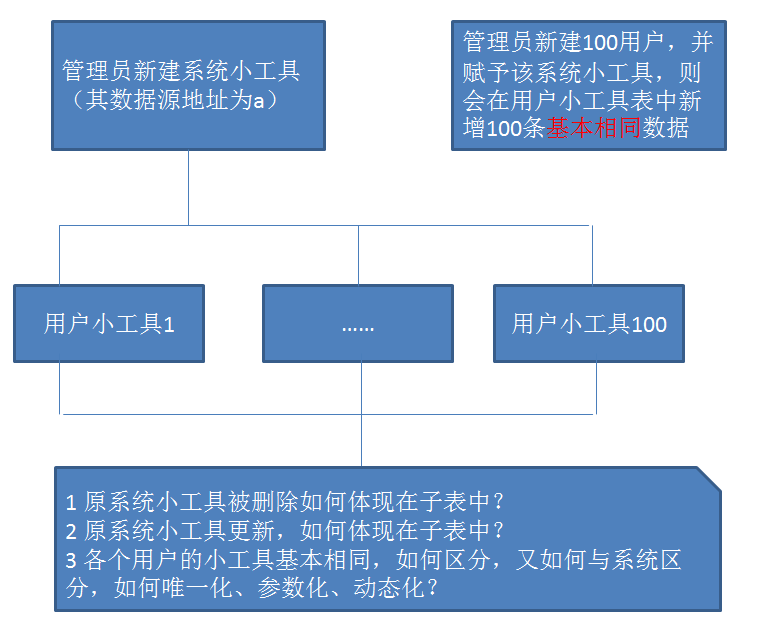 管理员新建系统小工具
（其数据源地址为a）
管理员新建100用户，并
赋予该系统小工具，则
会在用户小工具表中新
增100条基本相同数据
用户小工具1
……
用户小工具100
1 原系统小工具被删除如何体现在子表中？
2 原系统小工具更新，如何体现在子表中？
3 各个用户的小工具基本相同，如何区分，又如何与系统区
分，如何唯一化、参数化、动态化？